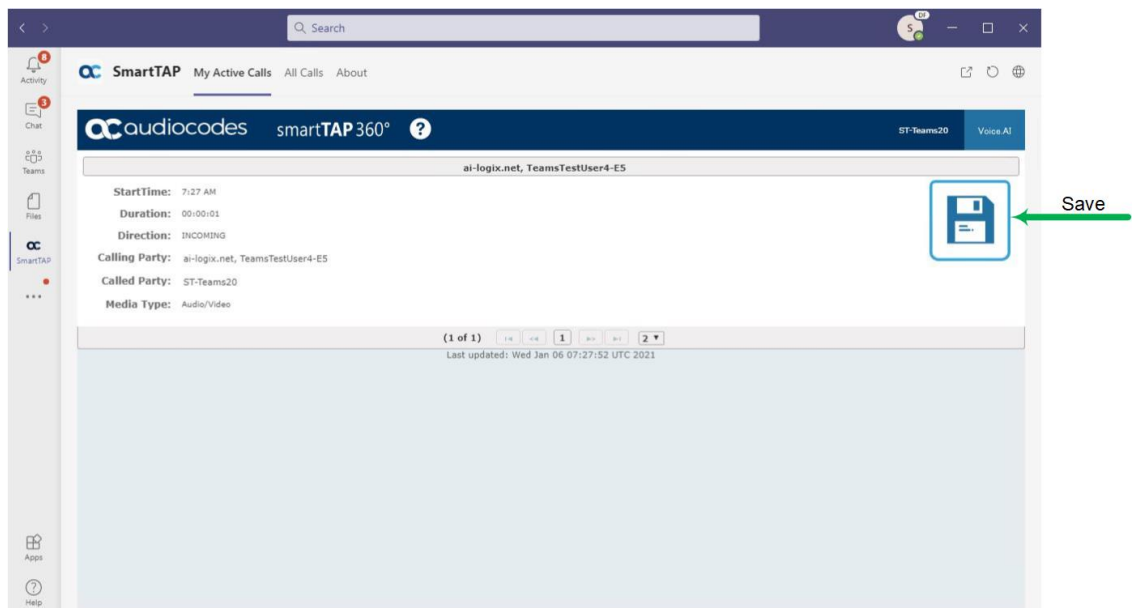 Search
DF
S
8
Activity
SmartTAP My Active Calls All Calls About
3
Chat
audiocodes smartTAP 360° ?
ST-Teams20
Voice.AI
Teams
ai-logix.net, TeamsTestUser4-E5
StartTime: 7:27 AM
Save
Files
Duration: 00:00:01
Direction: INCOMING
SmartTAP
Calling Party: ai-logix.net, TeamsTestUser4-E5
Called Party: ST-Teams20
Media Type: Audio/Video
(1 of 1) 1 2
Last updated: Wed Jan 06 07:27:52 UTC 2021
Apps
Help